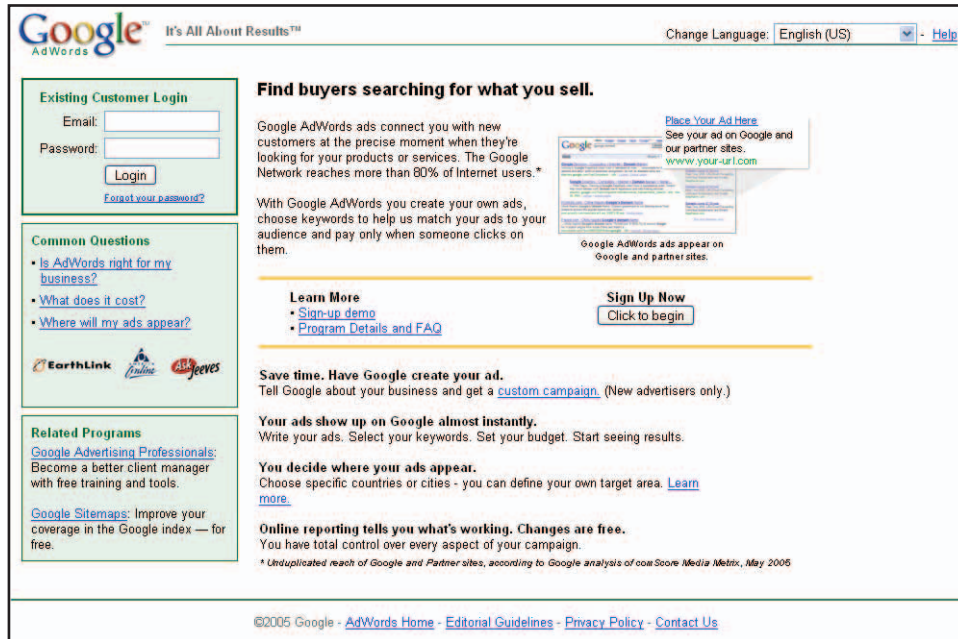 Google™
AdWords
It's All About Results™
Change Language: English (US) - Help
Existing Customer Login
Email:
Password:
Login
Forgot your password?
Common Questions
• Is AdWords right for my
business?
• What does it cost?
• Where will my ads appear?
EarthLink
Ask Jeeves
Related Programs
Google Advertising Professionals:
Become a better client manager
with free training and tools.
Google Sitemaps: Improve your
coverage in the Google index — for
free.
Find buyers searching for what you sell.
Google AdWords ads connect you with new
customers at the precise moment when they're
looking for your products or services. The Google
Network reaches more than 80% of Internet users.*
With Google AdWords you create your own ads,
choose keywords to help us match your ads to your
audience and pay only when someone clicks on
them.
Google
Place Your Ad Here
See your ad on Google and
our partner sites.
www.your-url.com
Google AdWords ads appear on
Google and partner sites.
Learn More
• Sign-up demo
• Program Details and FAQ
Sign Up Now
Click to begin
Save time. Have Google create your ad.
Tell Google about your business and get a custom campaign. (New advertisers only.)
Your ads show up on Google almost instantly.
Write your ads. Select your keywords. Set your budget. Start seeing results.
You decide where your ads appear.
Choose specific countries or cities - you can define your own target area. Learn
more.
Online reporting tells you what's working. Changes are free.
You have total control over every aspect of your campaign.
* Unduplicated reach of Google and Partner sites, according to Google analysis of comScore Media Metrix, May 2005
©2005 Google - AdWords Home - Editorial Guidelines - Privacy Policy - Contact Us